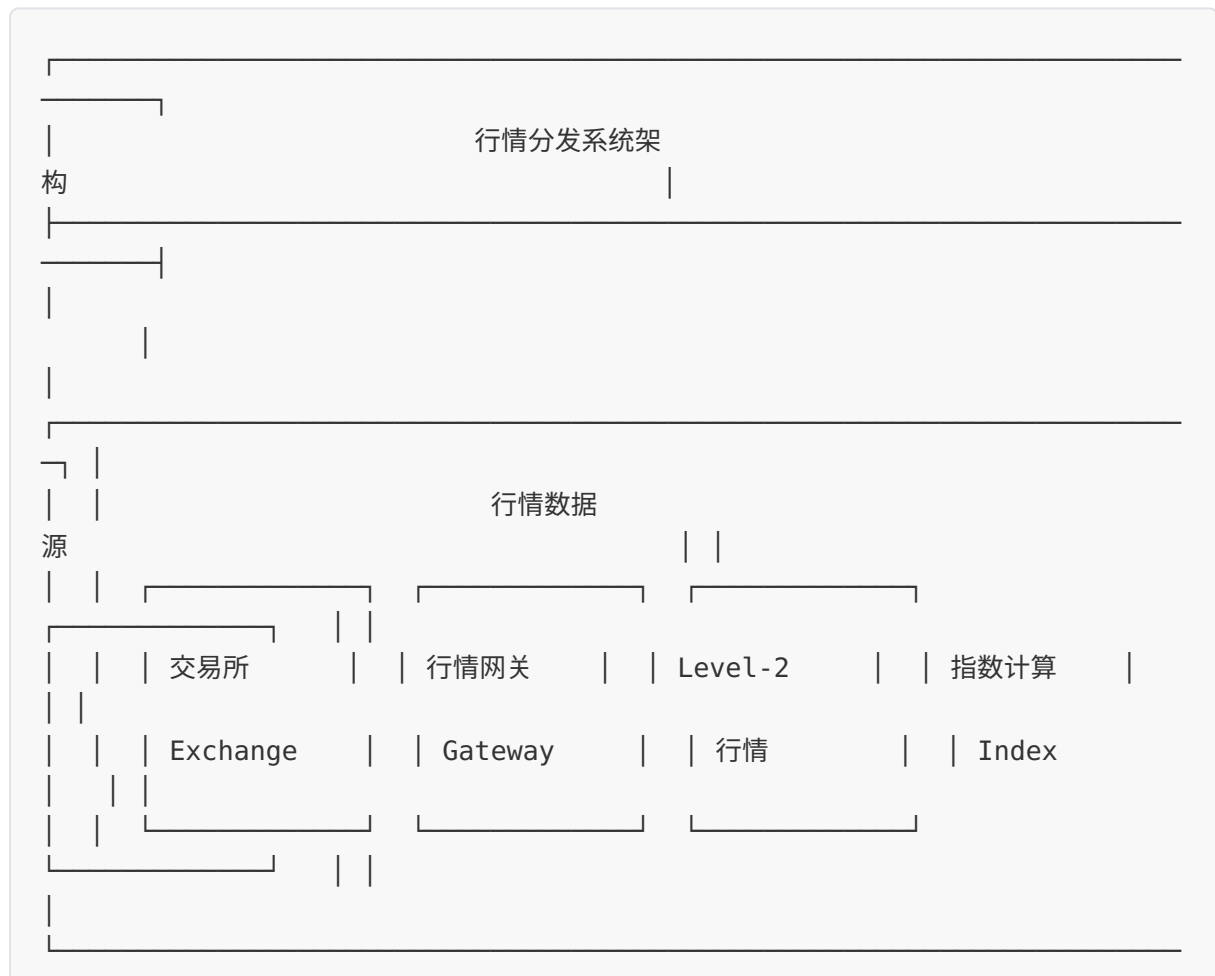 ┌──────────────────────────────────────────────────────────────────────
───────┐
│                           行情分发系统架
构                                      │
├──────────────────────────────────────────────────────────────────────
───────┤
│
      │
│
┌──────────────────────────────────────────────────────────────────────
─┐ │
│  │                        行情数据
源                                       │ │
│  │  ┌─────────────┐  ┌─────────────┐  ┌─────────────┐
┌─────────────┐   │ │
│  │  │ 交易所      │  │ 行情网关    │  │ Level-2     │  │ 指数计算    │
│ │
│  │  │ Exchange    │  │ Gateway     │  │ 行情        │  │ Index
│   │ │
│  │  └─────────────┘  └─────────────┘  └─────────────┘
└─────────────┘   │ │
│
└──────────────────────────────────────────────────────────────────────